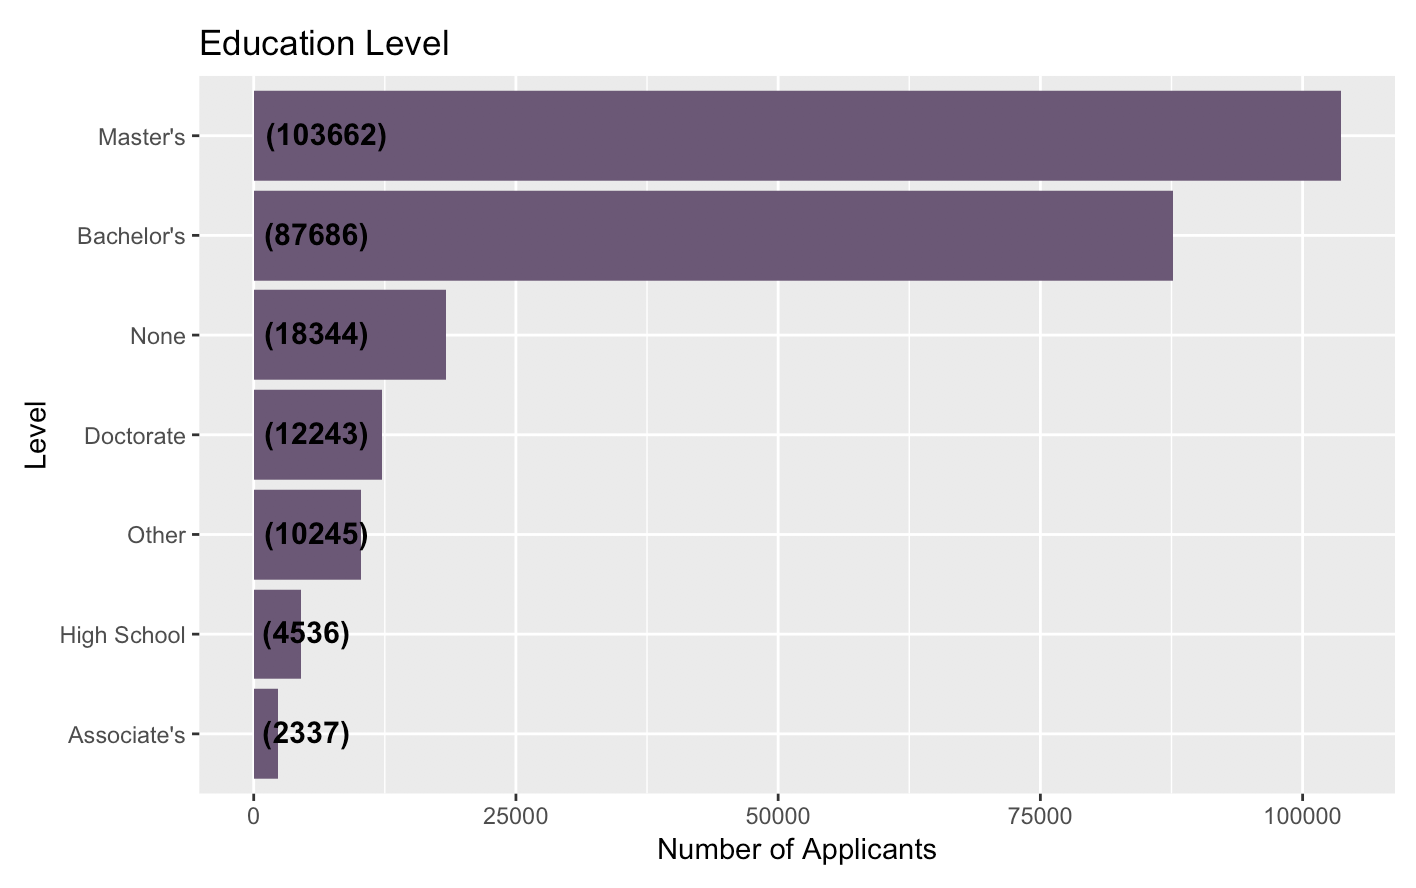 Education Level
Master's
(103662)
Bachelor's
(87686)
None
(18344)
Doctorate
(12243)
Other
(10245)
High School
(4536)
Associate's
(2337)
Level
0
25000
50000
75000
100000
Number of Applicants